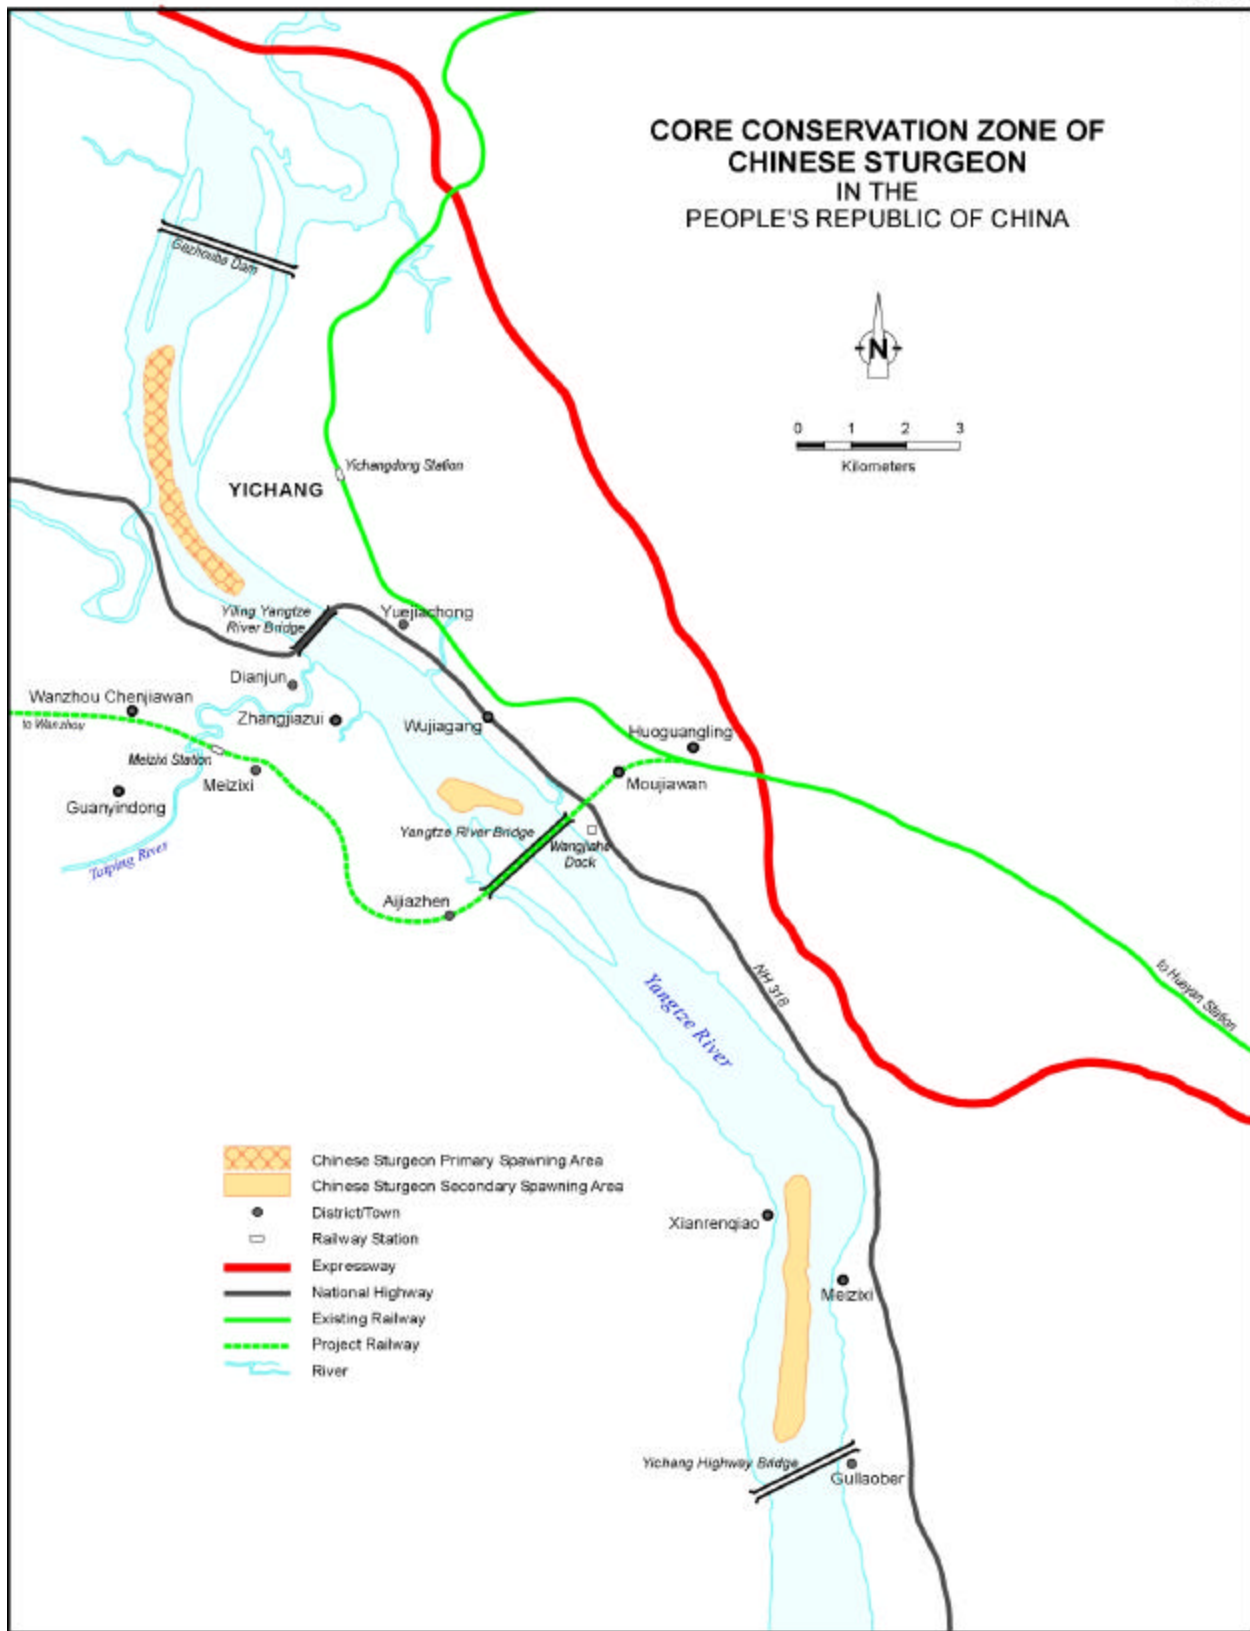 CORE CONSERVATION ZONE OF
CHINESE STURGEON
IN THE
PEOPLE'S REPUBLIC OF CHINA
N
0 1 2 3
Kilometers
Gezhouba Dam
Yichangdong Station
YICHANG
Yiling Yangtze
River Bridge
Yuejiachong
Dianjun
Wanzhou Chenjiawan
to Wanzhou
Zhangjiazui
Wujiagang
Huoguangling
Meizixi Station
Meizixi
Moujiawan
Guanyindong
Yangtze River Bridge
Wangjiahe
Dock
Taiping River
Aijiazhen
to Huayan Station
NH 318
Yangtze River
Chinese Sturgeon Primary Spawning Area
Chinese Sturgeon Secondary Spawning Area
District/Town
Railway Station
Expressway
National Highway
Existing Railway
Project Railway
River
Xianrenqiao
Meizixi
Yichang Highway Bridge
Gullaober